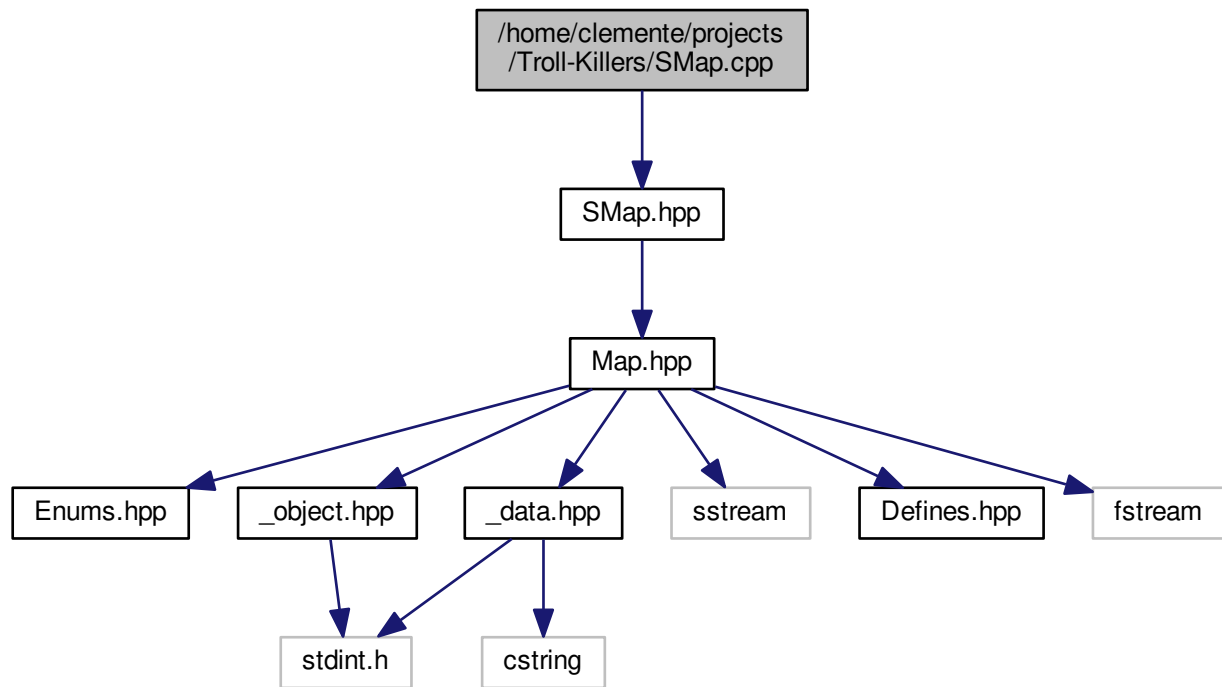 /home/clemente/projects
/Troll-Killers/SMap.cpp
SMap.hpp
Map.hpp
Enums.hpp
_object.hpp
_data.hpp
sstream
Defines.hpp
fstream
stdint.h
cstring